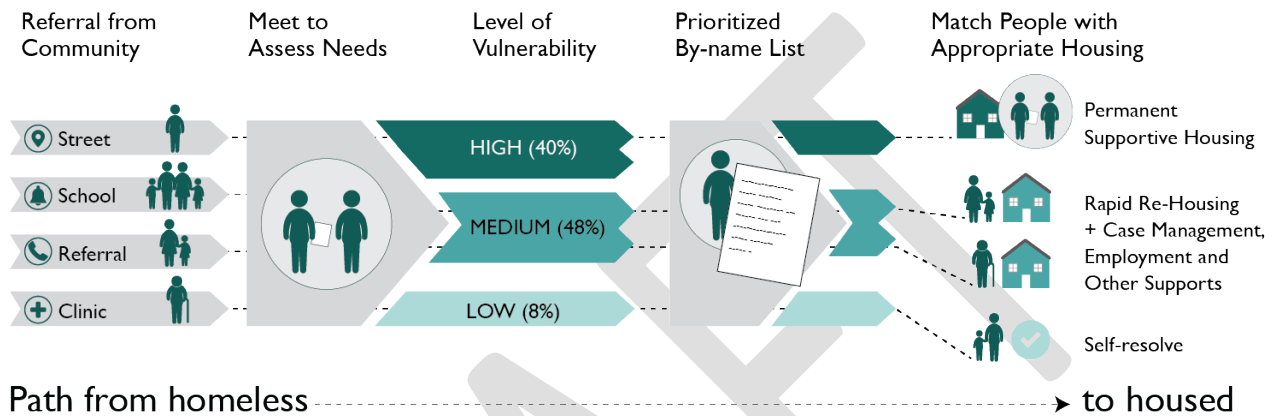 Referral from
Community
Meet to
Assess Needs
Level of
Vulnerability
Prioritized
By-name List
Match People with
Appropriate Housing
Street
School
Referral
Clinic
HIGH (40%)
MEDIUM (48%)
LOW (8%)
Permanent
Supportive Housing
Rapid Re-Housing
+ Case Management,
Employment and
Other Supports
Self-resolve
Path from homeless
to housed